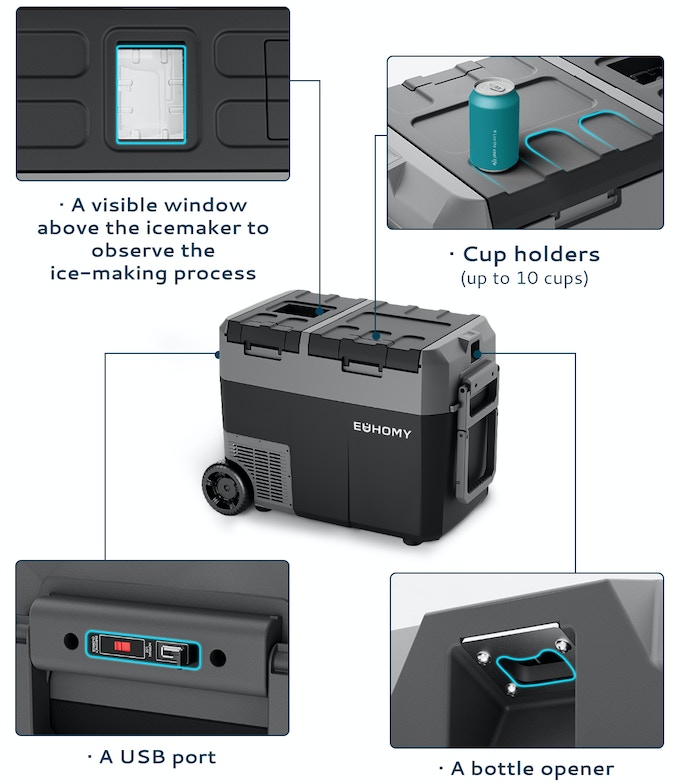 · A visible window
above the icemaker to
observe the
ice-making process
· Cup holders
(up to 10 cups)
EUHOMY
· A USB port
· A bottle opener